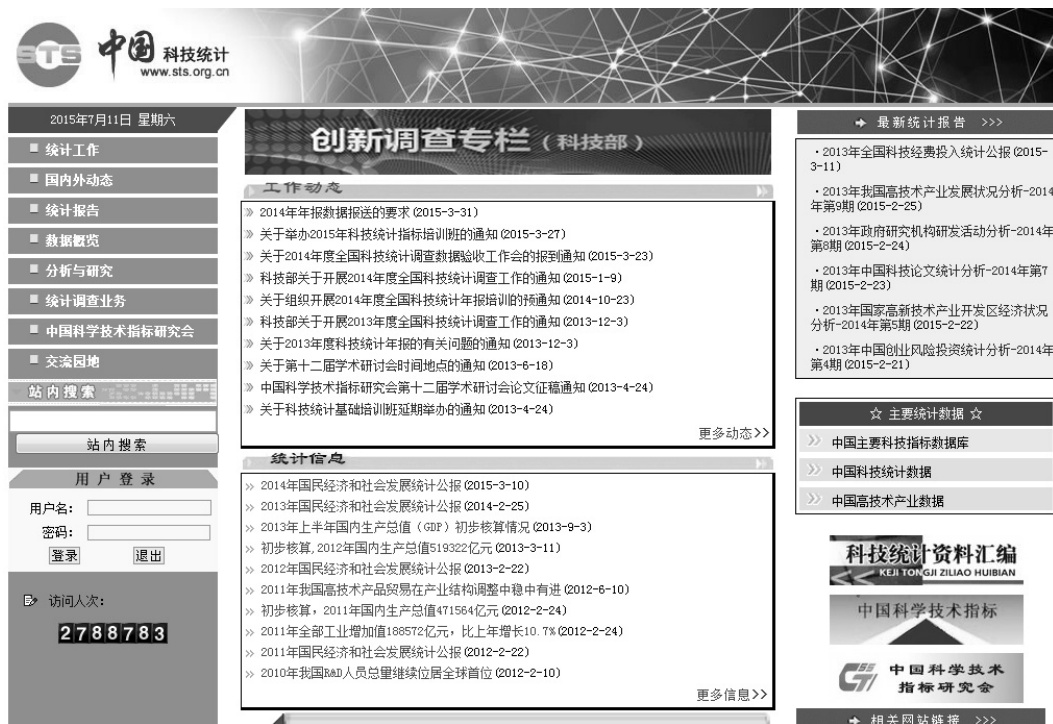 STS 中国 科技统计
www.sts.org.cn
2015年7月11日 星期六
统计工作
国内外动态
统计报告
数据概览
分析与研究
统计调查业务
中国科学技术指标研究会
交流园地
站内搜索
站内搜索
用户登录
用户名:
密码:
登录 退出
访问人次:
2788783
创新调查专栏(科技部)
工作动态
2014年年报数据报送的要求(2015-3-31)
关于举办2015年科技统计指标培训班的通知(2015-3-27)
关于2014年度全国科技统计调查数据验收工作会的报到通知(2015-3-23)
科技部关于开展2014年度全国科技统计调查工作的通知(2015-1-9)
关于组织开展2014年度全国科技统计年报培训的预通知(2014-10-23)
科技部关于开展2013年度全国科技统计调查工作的通知(2013-12-3)
关于2013年度科技统计年报的有关问题的通知(2013-12-3)
关于第十二届学术研讨会时间地点的通知(2013-6-18)
中国科学技术指标研究会第十二届学术研讨会论文征稿通知(2013-4-24)
关于科技统计基础培训班延期举办的通知(2013-4-24)
更多动态>>
统计信息
2014年国民经济和社会发展统计公报(2015-3-10)
2013年国民经济和社会发展统计公报(2014-2-25)
2013年上半年国内生产总值(GDP)初步核算情况(2013-9-3)
初步核算,2012年国内生产总值519322亿元(2013-3-11)
2012年国民经济和社会发展统计公报(2013-2-22)
2011年我国高技术产品贸易在产业结构调整中稳中有进(2012-6-10)
初步核算，2011年国内生产总值471564亿元(2012-2-24)
2011年全部工业增加值188572亿元，比上年增长10.7%(2012-2-24)
2011年国民经济和社会发展统计公报(2012-2-22)
2010年我国R&D人员总量继续位居全球首位(2012-2-10)
更多信息>>
最新统计报告 >>>
·2013年全国科技经费投入统计公报(2015-
3-11)
·2013年我国高技术产业发展状况分析-2014
年第9期(2015-2-25)
·2013年政府研究机构研发活动分析-2014年
第8期(2015-2-24)
·2013年中国科技论文统计分析-2014年第7
期(2015-2-23)
·2013年国家高新技术产业开发区经济状况
分析-2014年第5期(2015-2-22)
·2013年中国创业风险投资统计分析-2014年
第4期(2015-2-21)
☆ 主要统计数据 ☆
中国主要科技指标数据库
中国科技统计数据
中国高技术产业数据
科技统计资料汇编
KEJI TONGJI ZILIAO HUIBIAN
中国科学技术指标
中国科学技术
指标研究会
相关网站链接 >>>